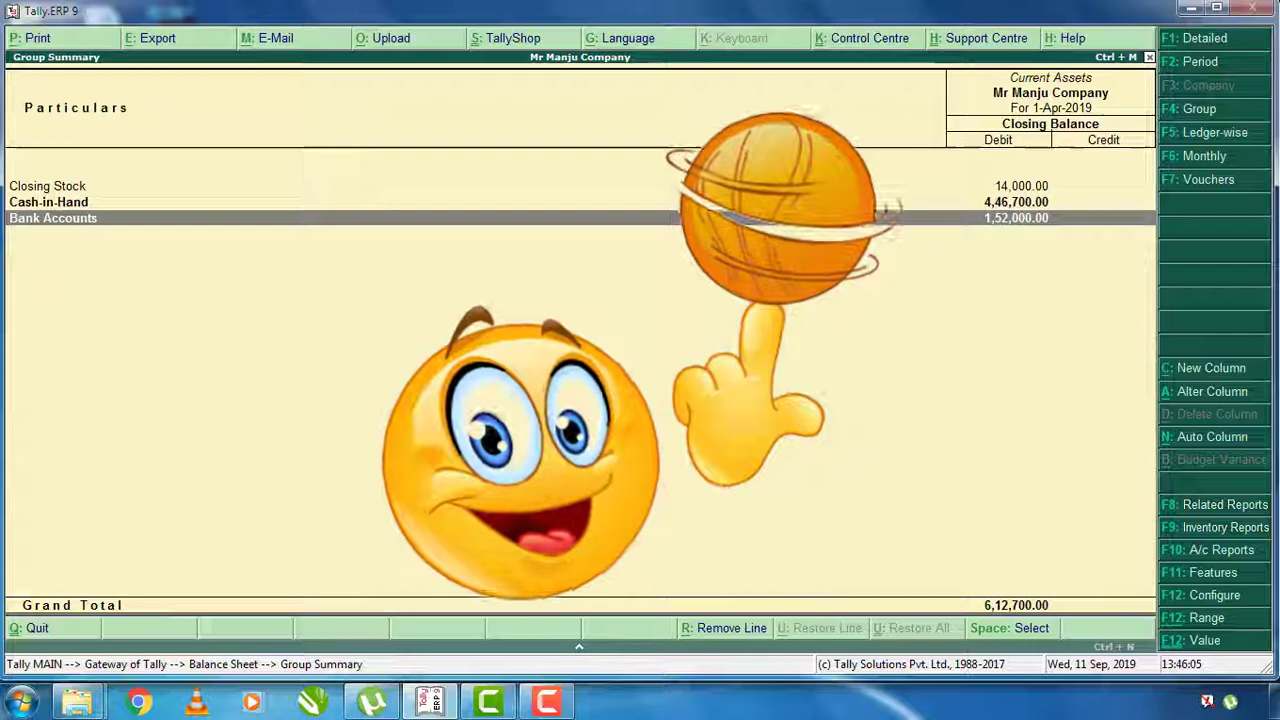 Tally.ERP 9
P: Print E: Export M: E-Mail O: Upload S: TallyShop G: Language K: Keyboard K: Control Centre H: Support Centre H: Help
Group Summary Mr Manju Company Ctrl + M
Particulars
Current Assets
Mr Manju Company
For 1-Apr-2019
Closing Balance
Debit Credit
Closing Stock 14,000.00
Cash-in-Hand 4,46,700.00
Bank Accounts 1,52,000.00
Grand Total 6,12,700.00
F1: Detailed
F2: Period
F3: Company
F4: Group
F5: Ledger-wise
F6: Monthly
F7: Vouchers
C: New Column
A: Alter Column
D: Delete Column
N: Auto Column
B: Budget Variance
F8: Related Reports
F9: Inventory Reports
F10: A/c Reports
F11: Features
F12: Configure
F12: Range
F12: Value
Q: Quit R: Remove Line U: Restore Line U: Restore All Space: Select
Ctrl + N
Tally MAIN --> Gateway of Tally --> Balance Sheet --> Group Summary (c) Tally Solutions Pvt. Ltd., 1988-2017 Wed, 11 Sep, 2019 13:46:05
Tally
ERP 9